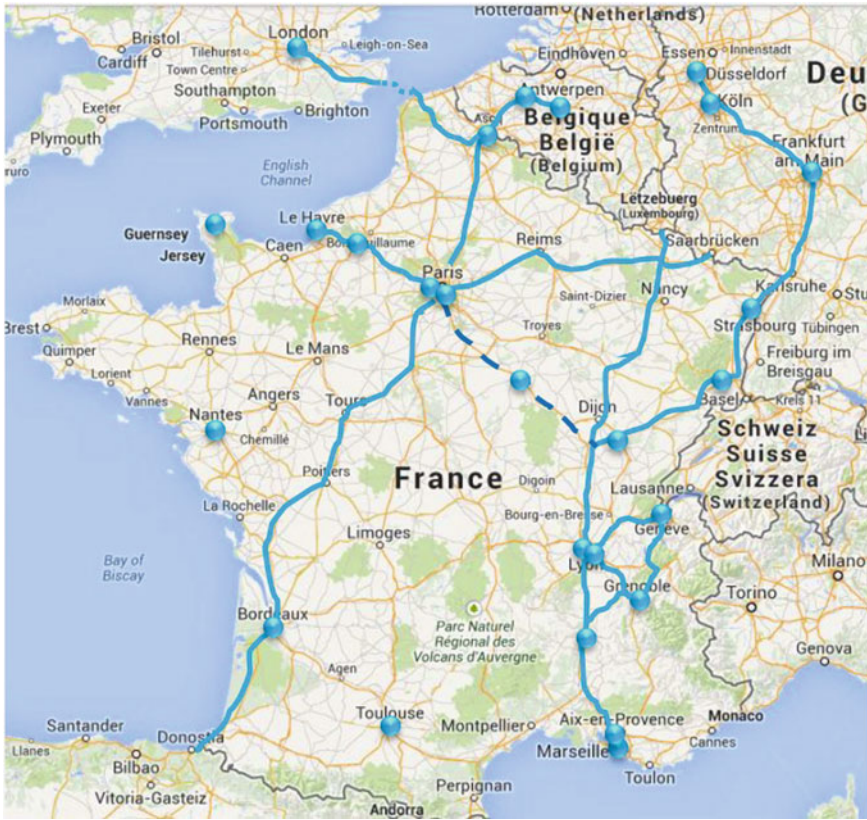 Rotterdam
(Netherlands)
London
Bristol
Tilehurst
Leigh-on-Sea
Cardiff
Town Centre
Eindhoven
Essen
Innenstadt
Düsseldorf
Deu
(G
Southampton
Antwerpen
Köln
Exeter
Portsmouth
Brighton
Zentrum
Plymouth
Belgique
België
(Belgium)
Frankfurt
am Main
English
Channel
Lëtzebuerg
(Luxembourg)
Le Havre
Guernsey
Caen
Jersey
Reims
Saarbrücken
Paris
Karlsruhe
Morlaix
Saint-Dizier
Nancy
Stu
Brest
Rennes
Troyes
Strasbourg
Tübingen
Quimper
Le Mans
Freiburg im
Breisgau
Lorient
Vannes
Angers
Tours
Dijon
Basel
Kreis 11
Nantes
Chemillé
Schweiz
Suisse
Svizzera
(Switzerland)
France
Poitiers
Digoin
Lausanne
La Rochelle
Bourg-en-Bresse
Genève
Limoges
Lyon
Milano
Bay of
Biscay
Grenoble
Torino
Bordeaux
Parc Naturel
Régional des
Volcans d'Auvergne
Genova
Agen
Toulouse
Montpellier
Aix-en-Provence
Monaco
Santander
Donostia
Cannes
Llanes
Bilbao
Marseille
Toulon
Vitoria-Gasteiz
Perpignan
Andorra